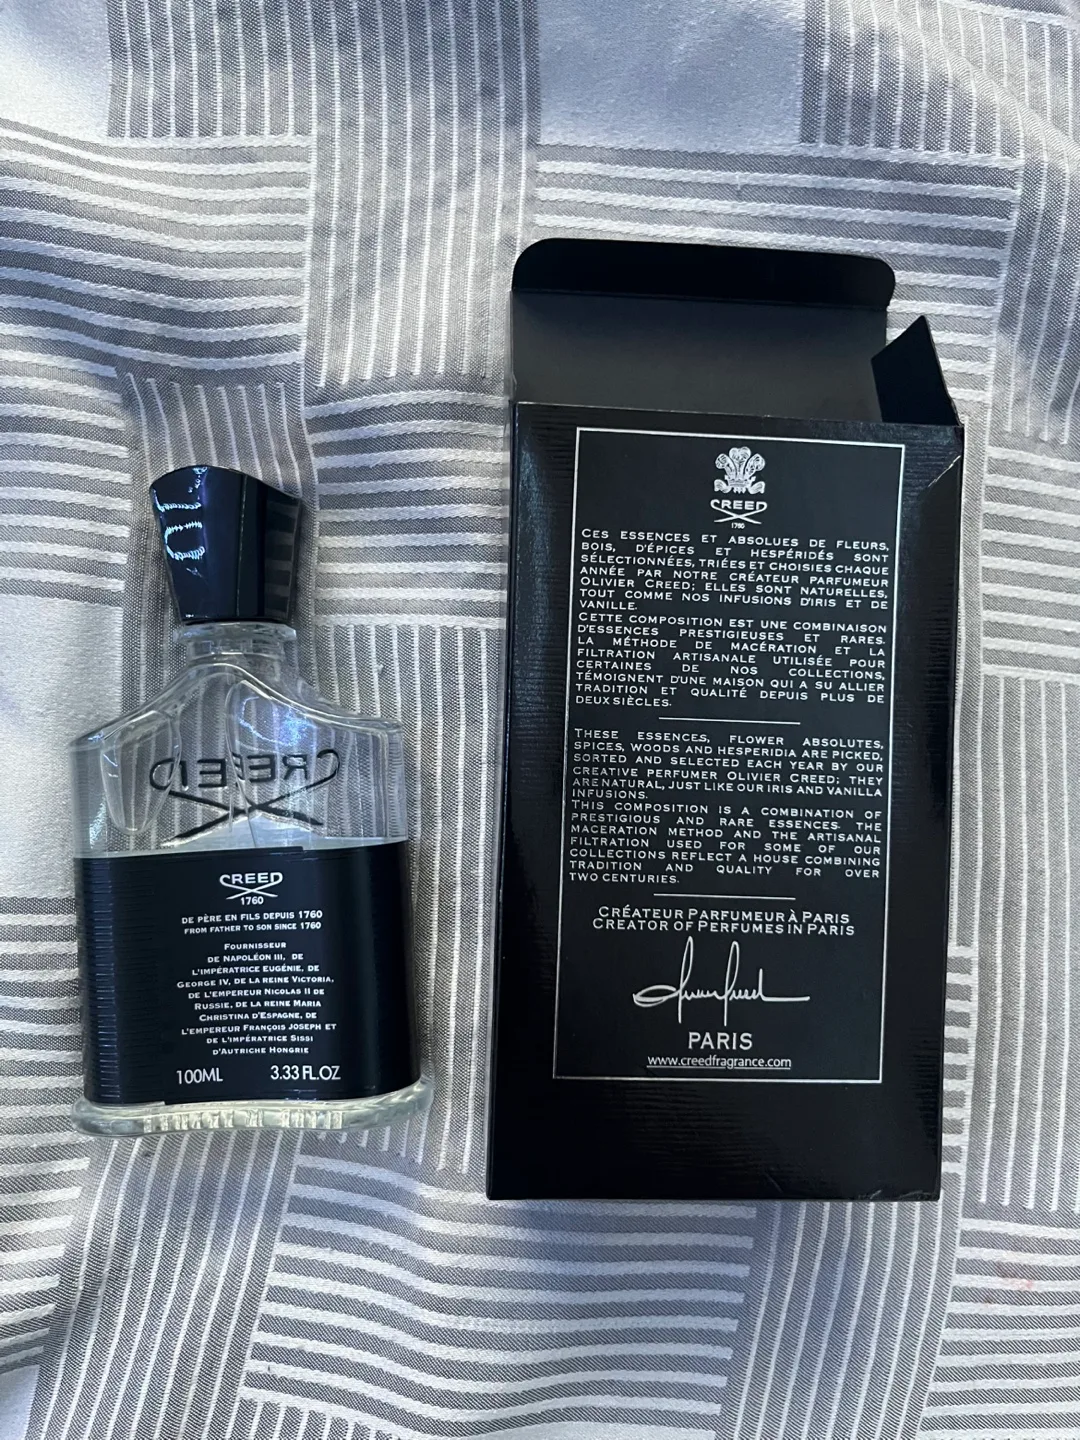 CREED
CREED
1760
DE PÈRE EN FILS DEPUIS 1760
FROM FATHER TO SON SINCE 1760
FOURNISSEUR
DE NAPOLÉON III, DE
L'IMPÉRATRICE EUGÉNIE, DE
GEORGE IV, DE LA REINE VICTORIA,
DE L'EMPEREUR NICOLAS II DE
RUSSIE, DE LA REINE MARIA
CHRISTINA D'ESPAGNE, DE
L'EMPEREUR FRANÇOIS JOSEPH ET
DE L'IMPÉRATRICE SISSI
D'AUTRICHE HONGRIE
100ML 3.33 FL.OZ
CREED
1760
CES ESSENCES ET ABSOLUES DE FLEURS,
BOIS, D'ÉPICES ET HESPÉRIDÉS SONT
SÉLECTIONNÉES, TRIÉES ET CHOISIES CHAQUE
ANNÉE PAR NOTRE CRÉATEUR PARFUMEUR
OLIVIER CREED; ELLES SONT NATURELLES,
TOUT COMME NOS INFUSIONS D'IRIS ET DE
VANILLE.
CETTE COMPOSITION EST UNE COMBINAISON
D'ESSENCES PRESTIGIEUSES ET RARES.
LA MÉTHODE DE MACÉRATION ET LA
FILTRATION ARTISANALE UTILISÉE POUR
CERTAINES DE NOS COLLECTIONS,
TÉMOIGNENT D'UNE MAISON QUI A SU ALLIER
TRADITION ET QUALITÉ DEPUIS PLUS DE
DEUX SIÈCLES.
THESE ESSENCES, FLOWER ABSOLUTES,
SPICES, WOODS AND HESPERIDIA ARE PICKED,
SORTED AND SELECTED EACH YEAR BY OUR
CREATIVE PERFUMER OLIVIER CREED; THEY
ARE NATURAL, JUST LIKE OUR IRIS AND VANILLA
INFUSIONS.
THIS COMPOSITION IS A COMBINATION OF
PRESTIGIOUS AND RARE ESSENCES. THE
MACERATION METHOD AND THE ARTISANAL
FILTRATION USED FOR SOME OF OUR
COLLECTIONS REFLECT A HOUSE COMBINING
TRADITION AND QUALITY FOR OVER
TWO CENTURIES.
CRÉATEUR PARFUMEUR À PARIS
CREATOR OF PERFUMES IN PARIS
PARIS
www.creedfragrance.com